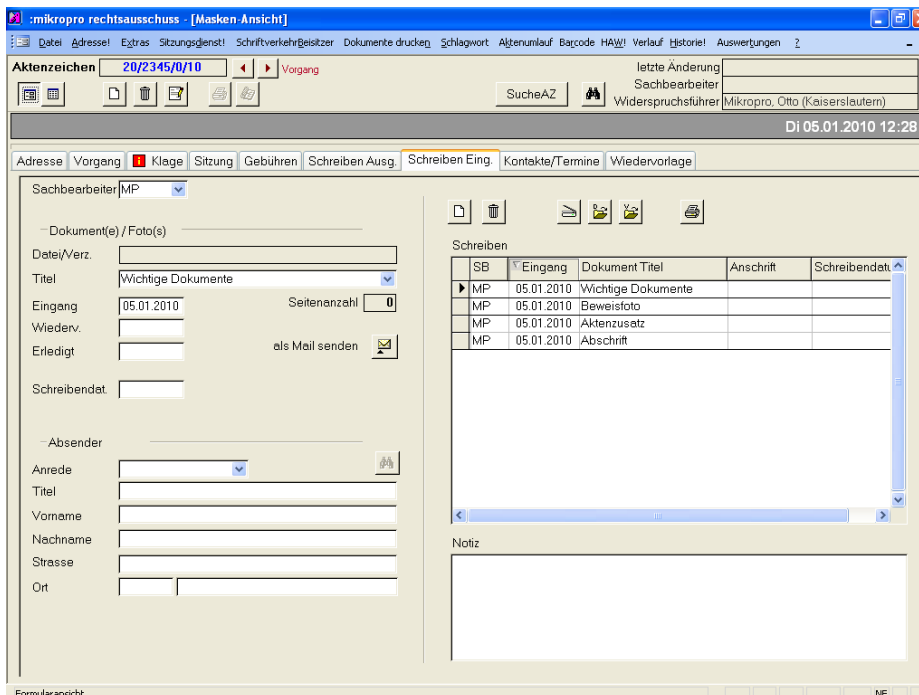 :mikropro rechtsausschuss - [Masken-Ansicht]
Datei Adresse! Extras Sitzungsdienst! SchriftverkehrBeisitzer Dokumente drucken Schlagwort Aktenumlauf Barcode HAW! Verlauf Historie! Auswertungen ?
Aktenzeichen 20/2345/0/10 Vorgang
letzte Änderung
Sachbearbeiter
SucheAZ
Widerspruchsführer Mikropro, Otto (Kaiserslautern)
Di 05.01.2010 12:28
Adresse Vorgang Klage Sitzung Gebühren Schreiben Ausg. Schreiben Eing. Kontakte/Termine Wiedervorlage
Sachbearbeiter MP
Dokument(e) / Foto(s)
Datei/Verz.
Titel Wichtige Dokumente
Eingang 05.01.2010 Seitenanzahl 0
Wiederv.
Erledigt als Mail senden
Schreibendat.
Absender
Anrede
Titel
Vorname
Nachname
Strasse
Ort
Schreiben
SB Eingang Dokument Titel Anschrift Schreibendatu
MP 05.01.2010 Wichtige Dokumente
MP 05.01.2010 Beweisfoto
MP 05.01.2010 Aktenzusatz
MP 05.01.2010 Abschrift
Notiz
Formularansicht NF